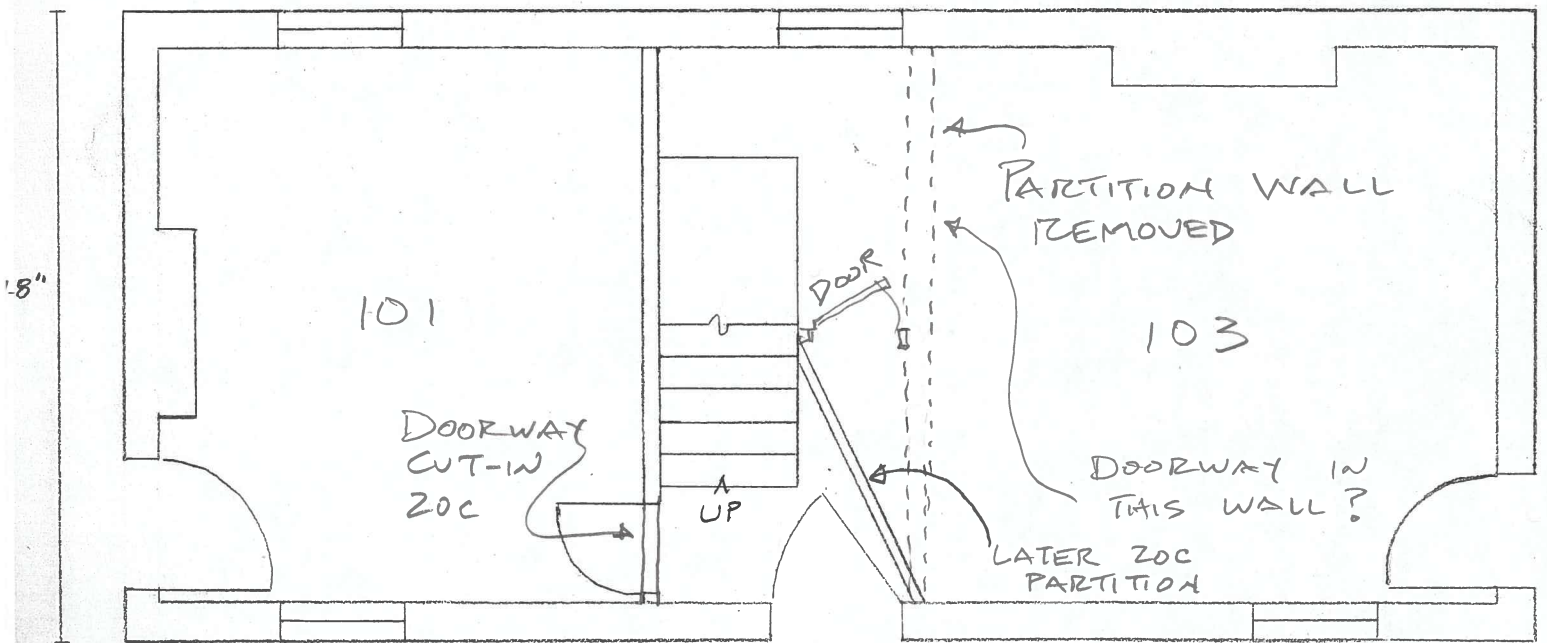 PARTITION WALL
REMOVED
DOOR
8"
101
103
DOORWAY
CUT-IN
20C
DOORWAY IN
THIS WALL?
UP
LATER 20C
PARTITION